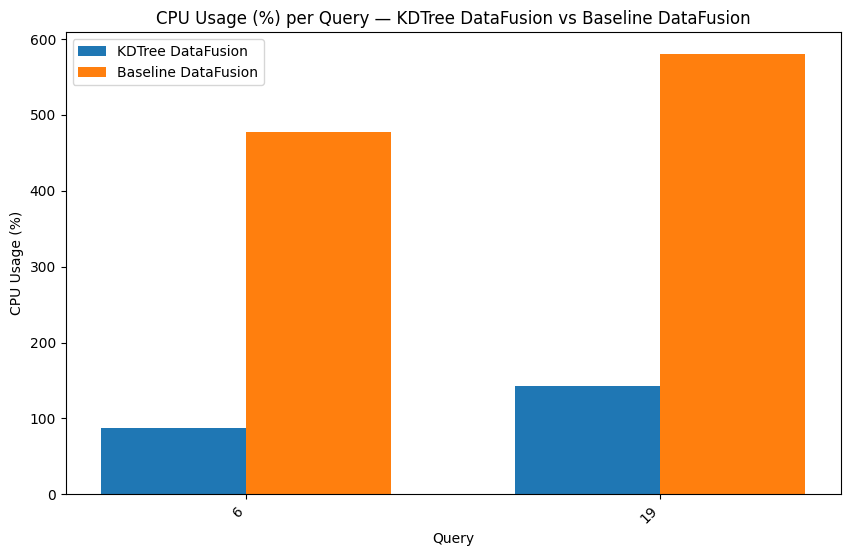 CPU Usage (%) per Query — KDTree DataFusion vs Baseline DataFusion
KDTree DataFusion
Baseline DataFusion
600
500
400
300
200
100
0
CPU Usage (%)
6
19
Query